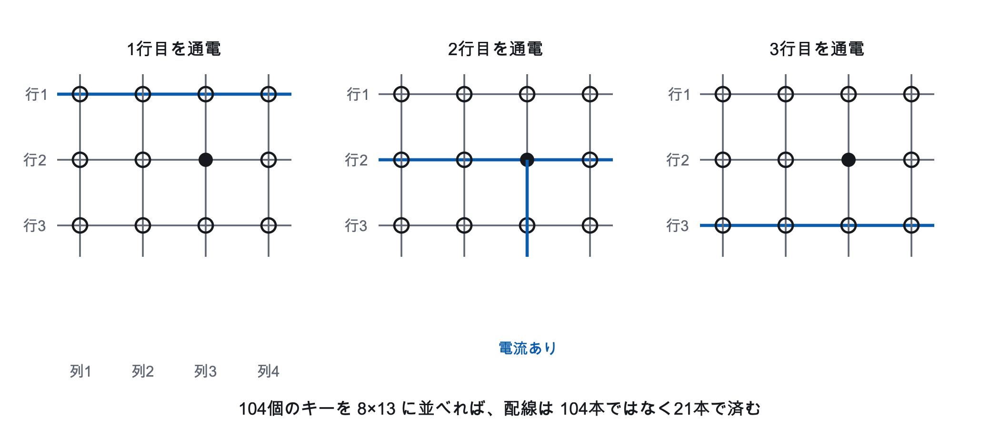 1行目を通電
行1
行2
行3
2行目を通電
行1
行2
行3
3行目を通電
行1
行2
行3
電流あり
列1 列2 列3 列4
104個のキーを 8×13 に並べれば、配線は 104本ではなく21本で済む